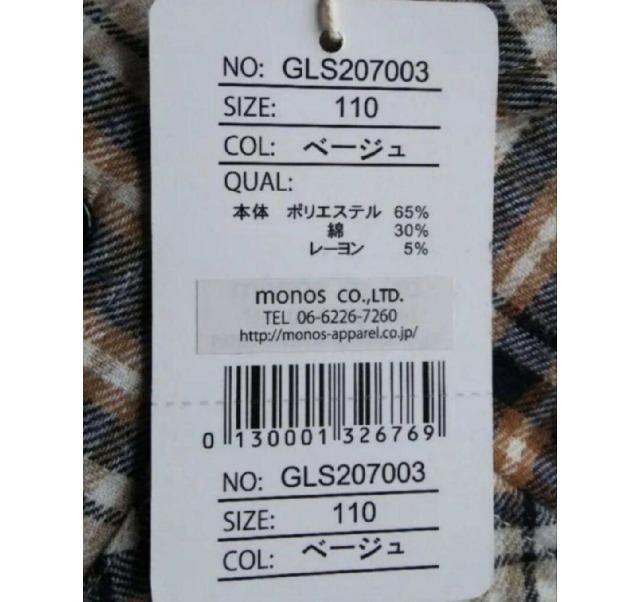 NO: GLS207003
SIZE: 110
COL: ベージュ
QUAL:
本体 ポリエステル 65%
綿 30%
レーヨン 5%
monos CO.,LTD.
TEL 06-6226-7260
http://monos-apparel.co.jp/
0 130001 326769
NO: GLS207003
SIZE: 110
COL: ベージュ